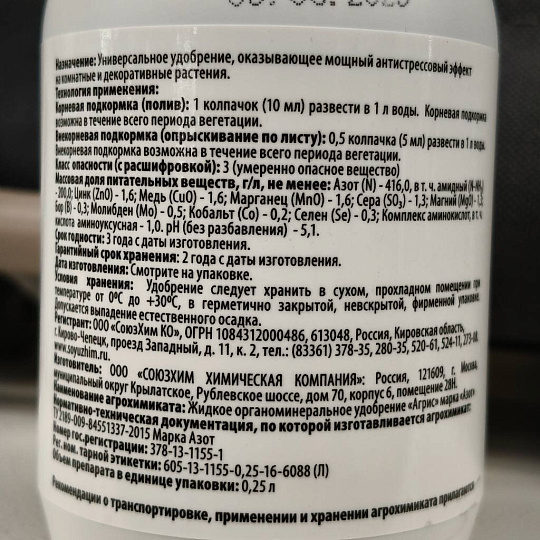 Назначение: Универсальное удобрение, оказывающее мощный антистрессовый эффект
на комнатные и декоративные растения.
Технология применения:
Корневая подкормка (полив): 1 колпачок (10 мл) развести в 1 л воды. Корневая подкормка
возможна в течение всего периода вегетации.
Внекорневая подкормка (опрыскивание по листу): 0,5 колпачка (5 мл) развести в 1 л воды.
Внекорневая подкормка возможна в течение всего периода вегетации.
Класс опасности (с расшифровкой): 3 (умеренно опасное вещество)
Массовая доля питательных веществ, г/л, не менее: Азот (N) - 416,0, в т. ч. амидный (N-NH₂)
- 200,0; Цинк (ZnO) - 1,6; Медь (CuO) - 1,6; Марганец (MnO) - 1,6; Сера (SO₃) - 1,3; Магний (MgO) -
Бор (B) - 0,3; Молибден (Mo) - 0,5; Кобальт (Co) - 0,2; Селен (Se) - 0,3; Комплекс аминокислот, в т. ч.
кислота аминоуксусная - 1,0. pH (без разбавления) - 5,1.
Срок годности: 3 года с даты изготовления.
Гарантийный срок хранения: 2 года с даты изготовления.
Дата изготовления: Смотрите на упаковке.
Условия хранения: Удобрение следует хранить в сухом, прохладном помещении при
температуре от 0°C до +30°C, в герметично закрытой, невскрытой, фирменной упаковке.
Допускается выпадение естественного осадка.
Регистрант: ООО «СоюзХим КО», ОГРН 1084312000486, 613048, Россия, Кировская область,
г. Кирово-Чепецк, проезд Западный, д. 11, к. 2, тел.: (83361) 378-35, 280-35, 520-61, 524-11,
www.soyuzhim.ru
Изготовитель: ООО «СОЮЗХИМ ХИМИЧЕСКАЯ КОМПАНИЯ»: Россия, 121609, г. Москва,
муниципальный округ Крылатское, Рублевское шоссе, дом 70, корпус 6, помещение 28Н.
Наименование агрохимиката: Жидкое органоминеральное удобрение «Агрис» марка «Азот»
Нормативно-техническая документация, по которой изготавливается агрохимикат:
ТУ 2189-009-84551337-2015 Марка Азот
Номер гос.регистрации: 378-13-1155-1
Рег. ном. тарной этикетки: 605-13-1155-0,25-16-6088 (Л)
Объем препарата в единице упаковки: 0,25 л
Рекомендации о транспортировке, применении и хранении агрохимиката прилагаются